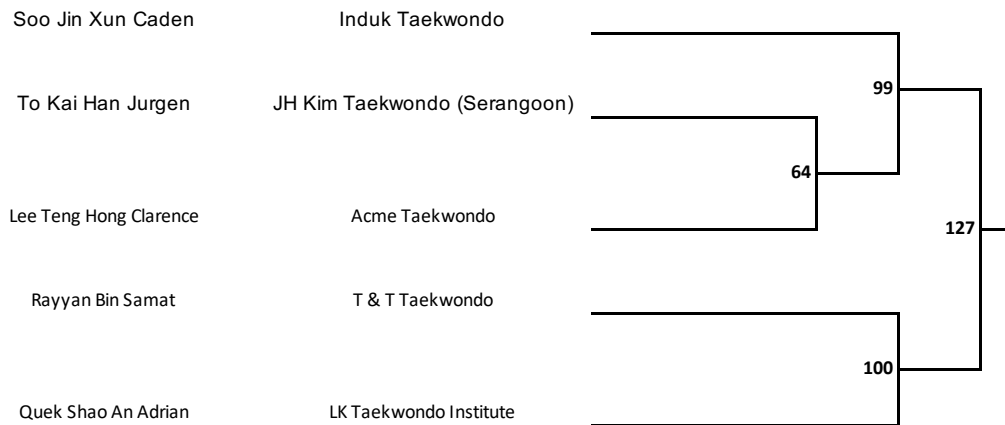 Soo Jin Xun Caden Induk Taekwondo
99
To Kai Han Jurgen JH Kim Taekwondo (Serangoon)
64
Lee Teng Hong Clarence Acme Taekwondo
127
Rayyan Bin Samat T & T Taekwondo
100
Quek Shao An Adrian LK Taekwondo Institute